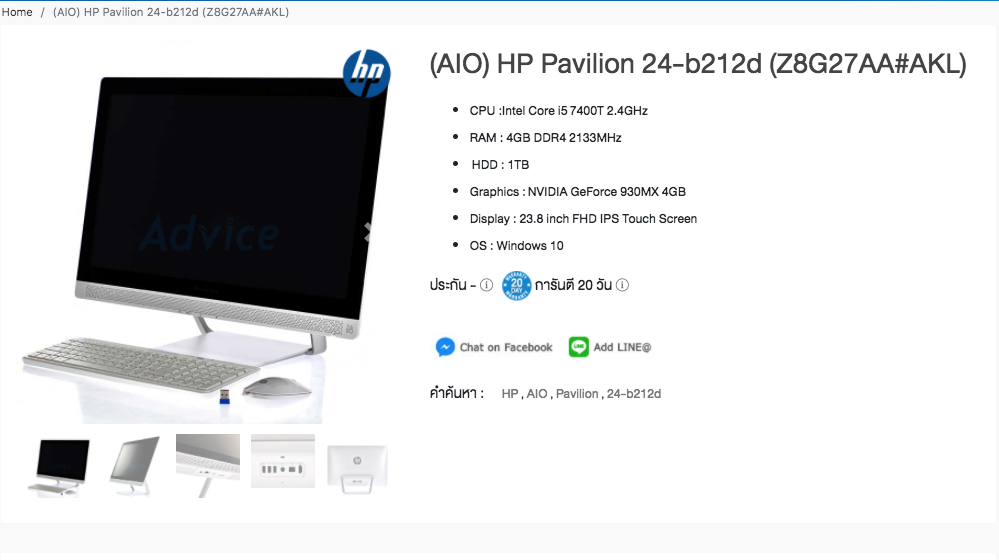 Home / (AIO) HP Pavilion 24-b212d (Z8G27AA#AKL)
hp
(AIO) HP Pavilion 24-b212d (Z8G27AA#AKL)
CPU :Intel Core i5 7400T 2.4GHz
RAM : 4GB DDR4 2133MHz
HDD : 1TB
Graphics : NVIDIA GeForce 930MX 4GB
Display : 23.8 inch FHD IPS Touch Screen
Advice
OS : Windows 10
ประกัน - WARRANTY 20 DAY WARRANTY การันตี 20 วัน
Chat on Facebook LINE Add LINE@
คำค้นหา : HP , AIO , Pavilion , 24-b212d